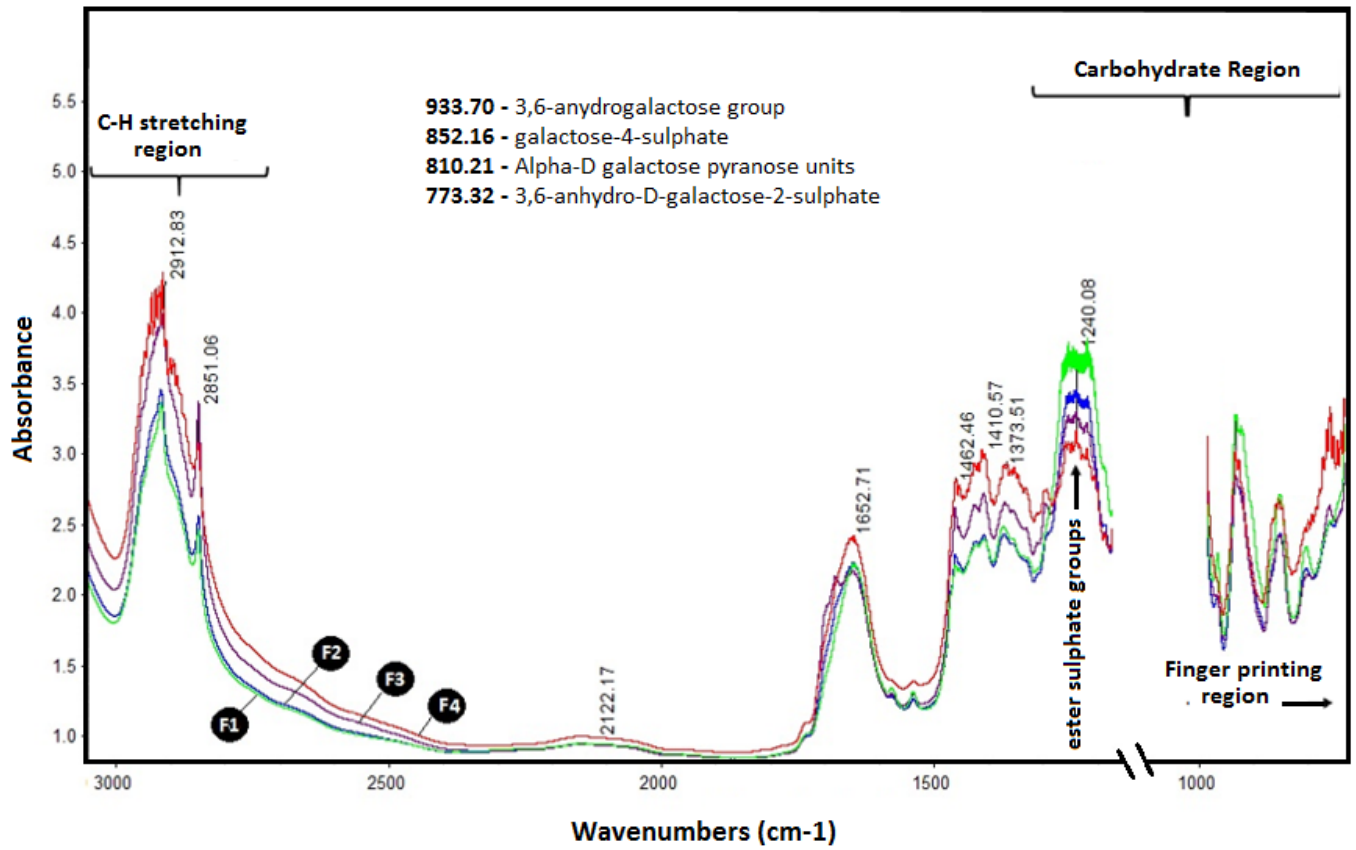 Carbohydrate Region
5.5
C-H stretching
region
933.70 - 3,6-anydrogalactose group
852.16 - galactose-4-sulphate
810.21 - Alpha-D galactose pyranose units
773.32 - 3,6-anhydro-D-galactose-2-sulphate
5.0
4.5
4.0
3.5
3.0
2.5
2.0
1.5
1.0
Absorbance
2912.83
2851.06
2122.17
1652.71
1462.46
1410.57
1373.51
1240.08
ester sulphate groups
F1
F2
F3
F4
Finger printing
region
3000
2500
2000
1500
1000
Wavenumbers (cm-1)